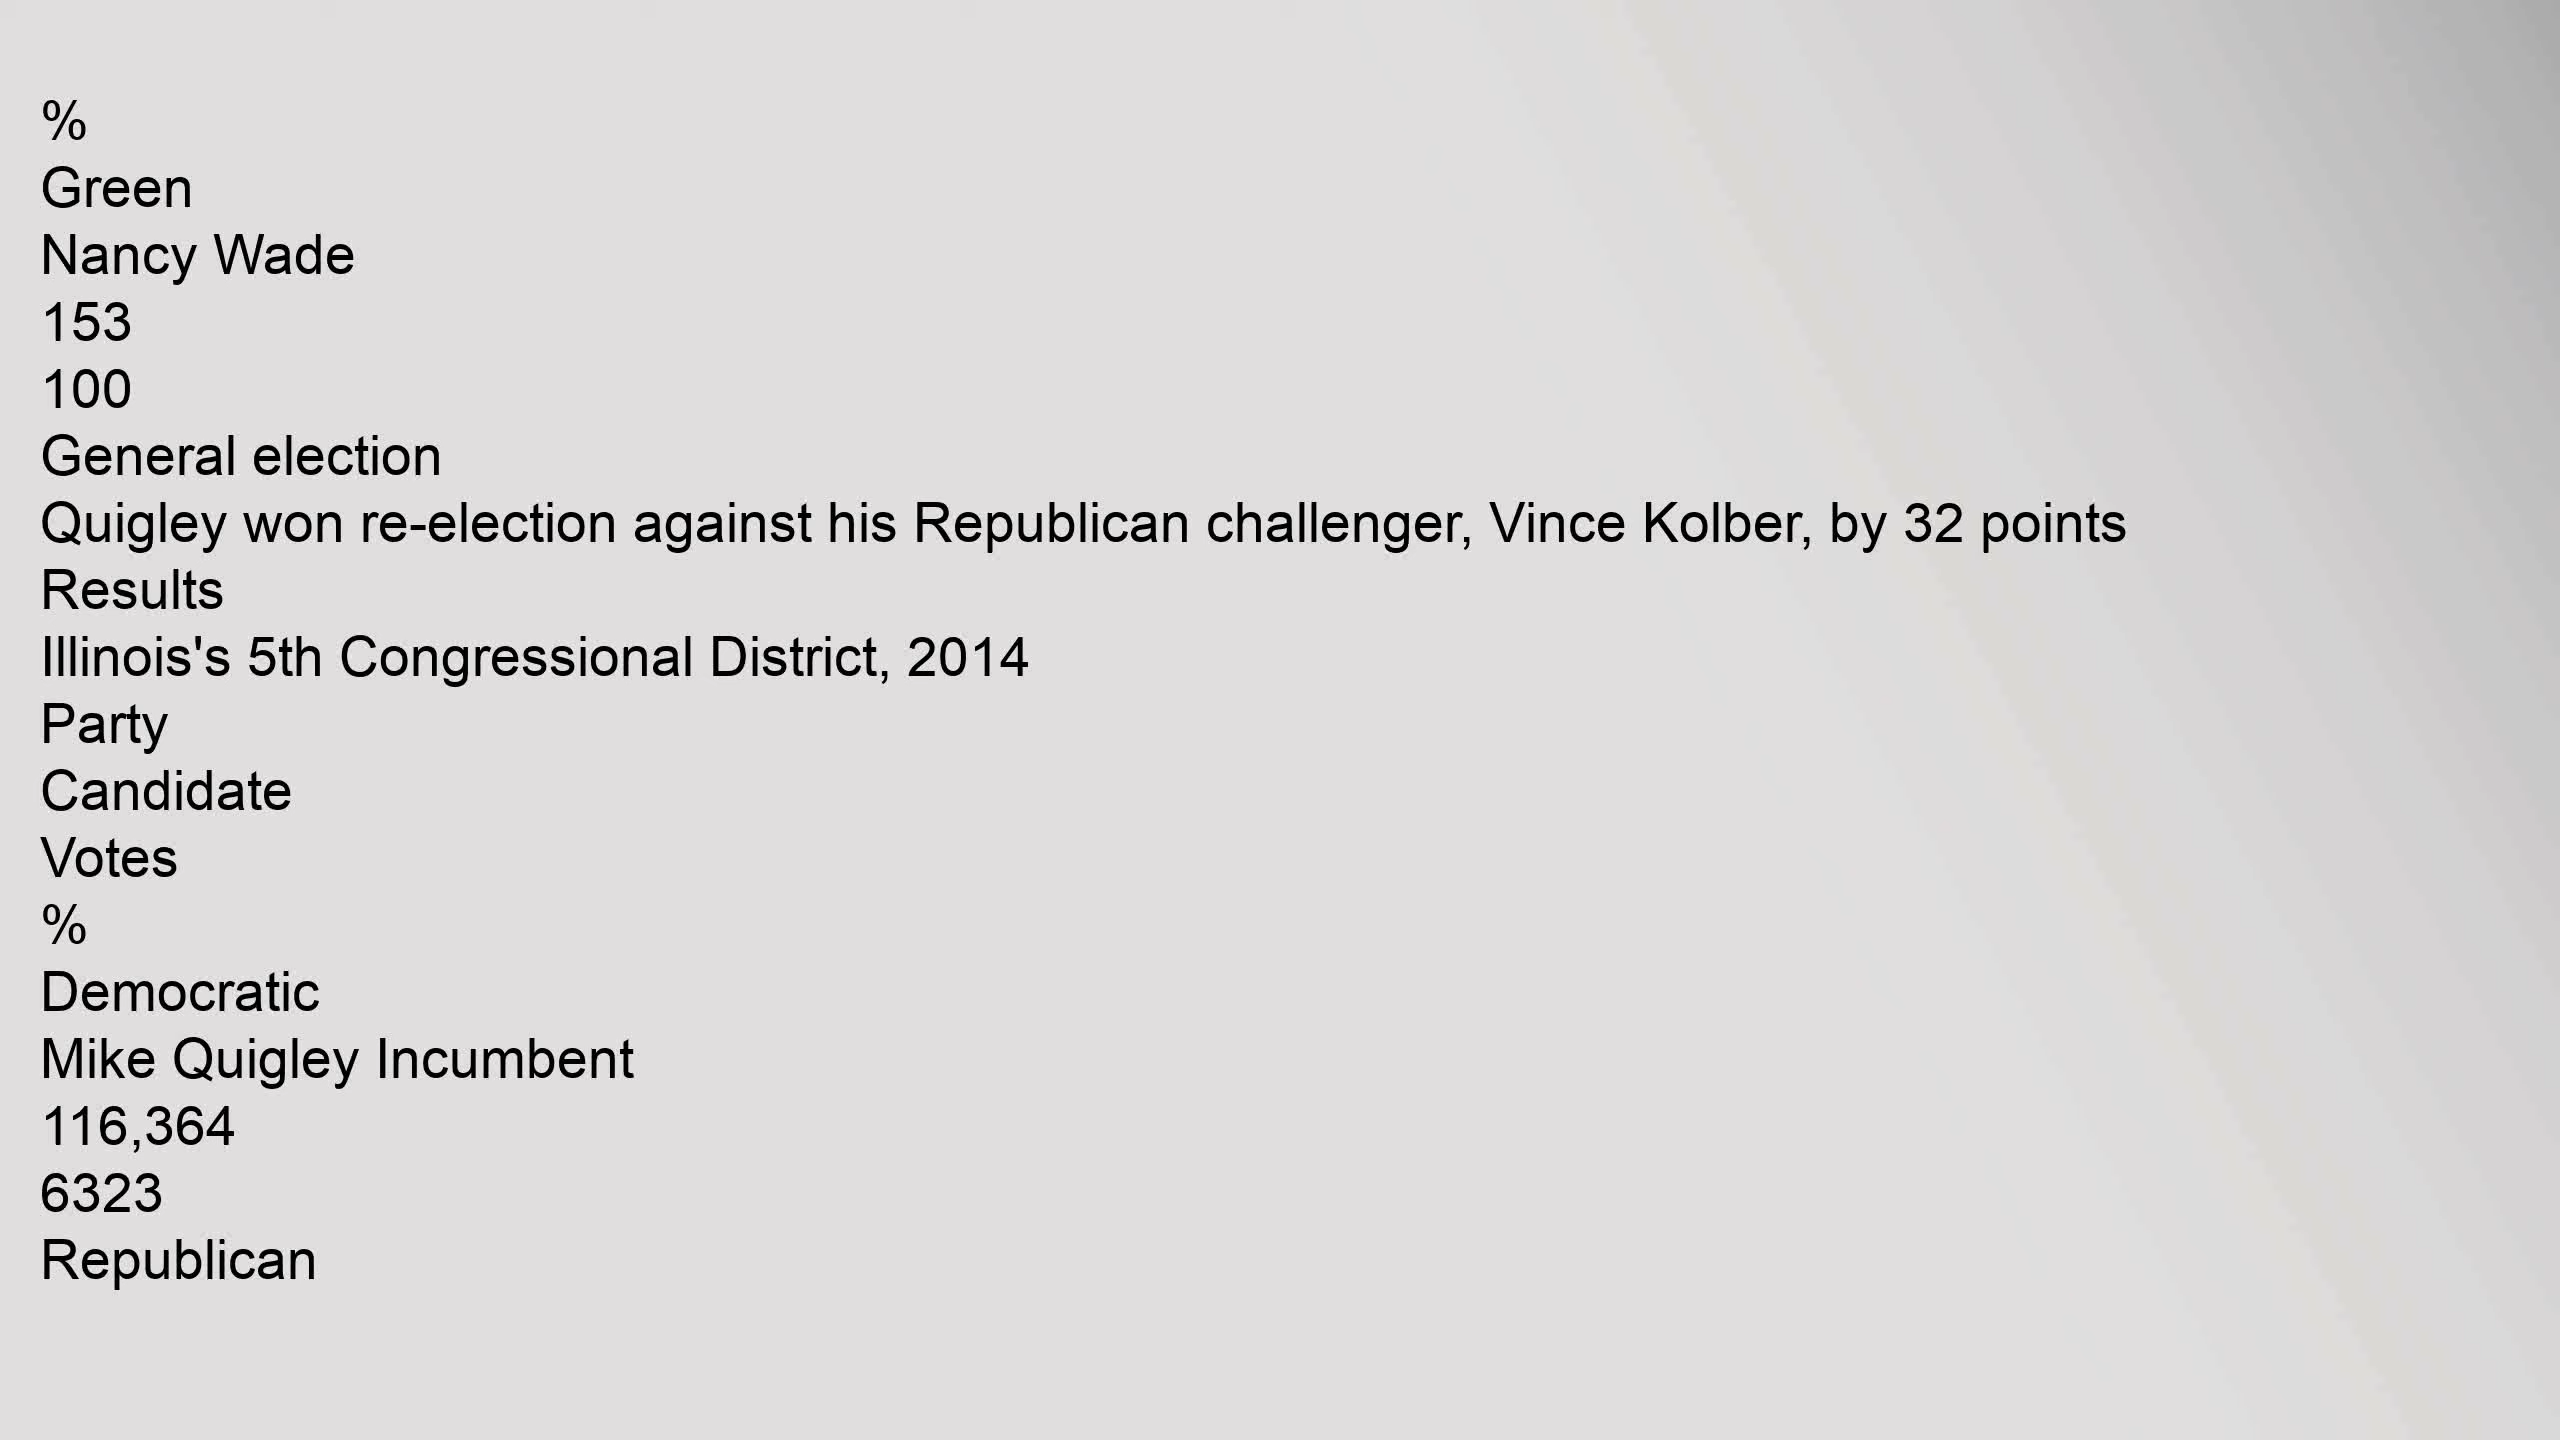 %
Green
Nancy Wade
153
100
General election
Quigley won re-election against his Republican challenger, Vince Kolber, by 32 points
Results
Illinois's 5th Congressional District, 2014
Party
Candidate
Votes
%
Democratic
Mike Quigley Incumbent
116,364
6323
Republican